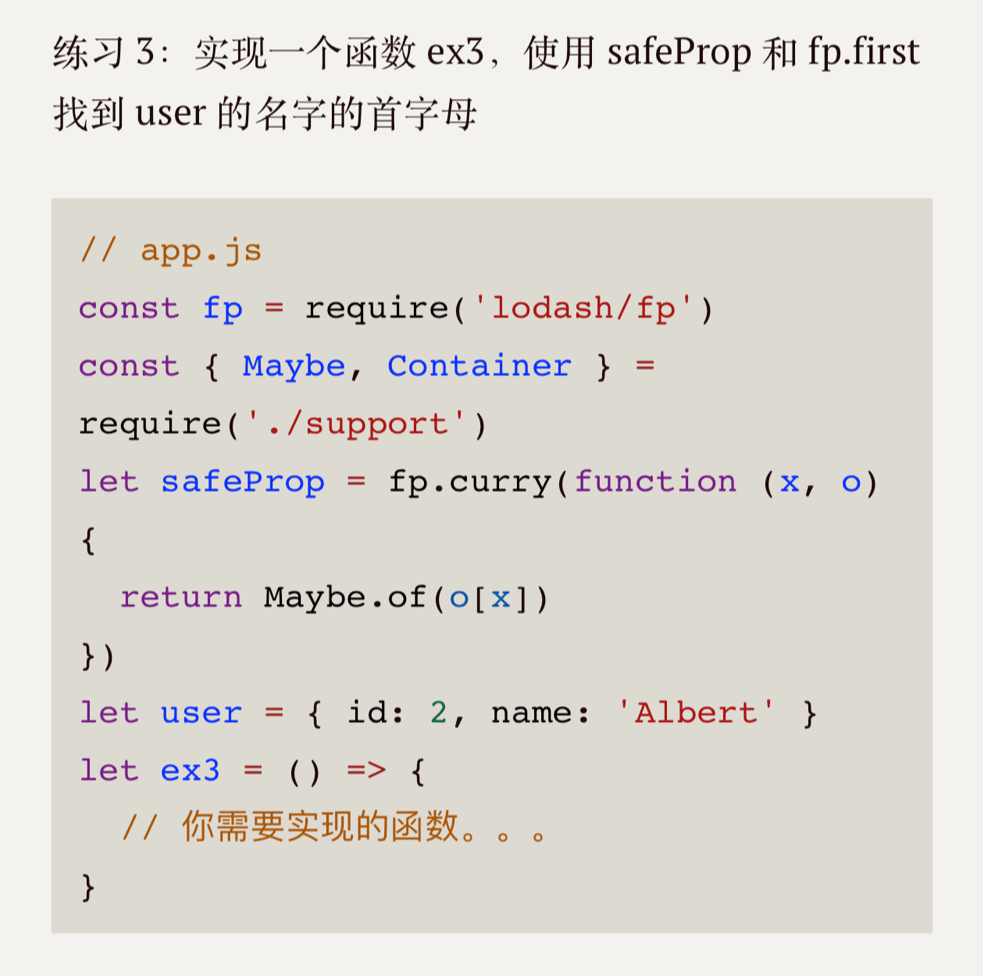 练习 3：实现一个函数 ex3，使用 safeProp 和 fp.first
找到 user 的名字的首字母
// app.js
const fp = require('lodash/fp')
const { Maybe, Container } =
require('./support')
let safeProp = fp.curry(function (x, o)
{
  return Maybe.of(o[x])
})
let user = { id: 2, name: 'Albert' }
let ex3 = () => {
  // 你需要实现的函数。。。
}